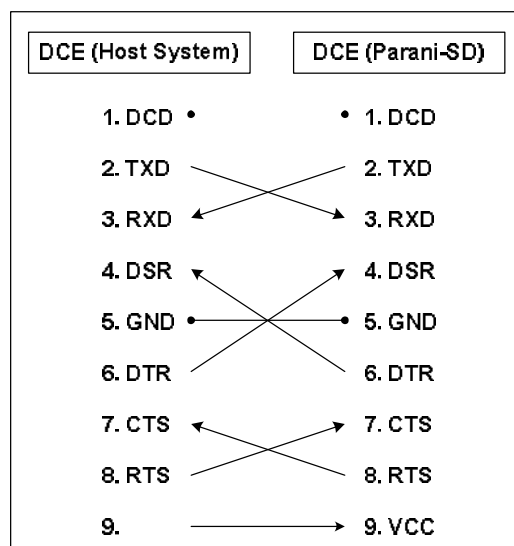 DCE (Host System) DCE (Parani-SD)
1. DCD 1. DCD
2. TXD 2. TXD
3. RXD 3. RXD
4. DSR 4. DSR
5. GND 5. GND
6. DTR 6. DTR
7. CTS 7. CTS
8. RTS 8. RTS
9. 9. VCC